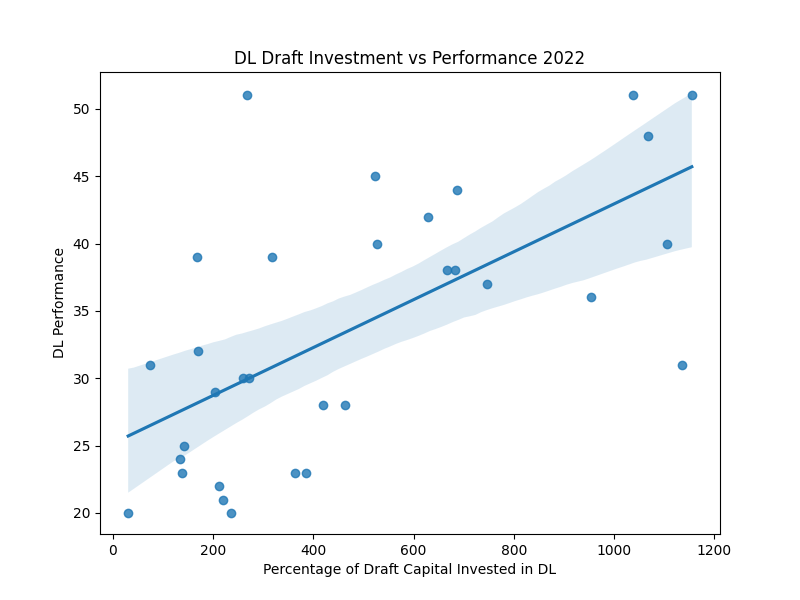 DL Draft Investment vs Performance 2022
50
45
40
35
30
25
20
DL Performance
0 200 400 600 800 1000 1200
Percentage of Draft Capital Invested in DL